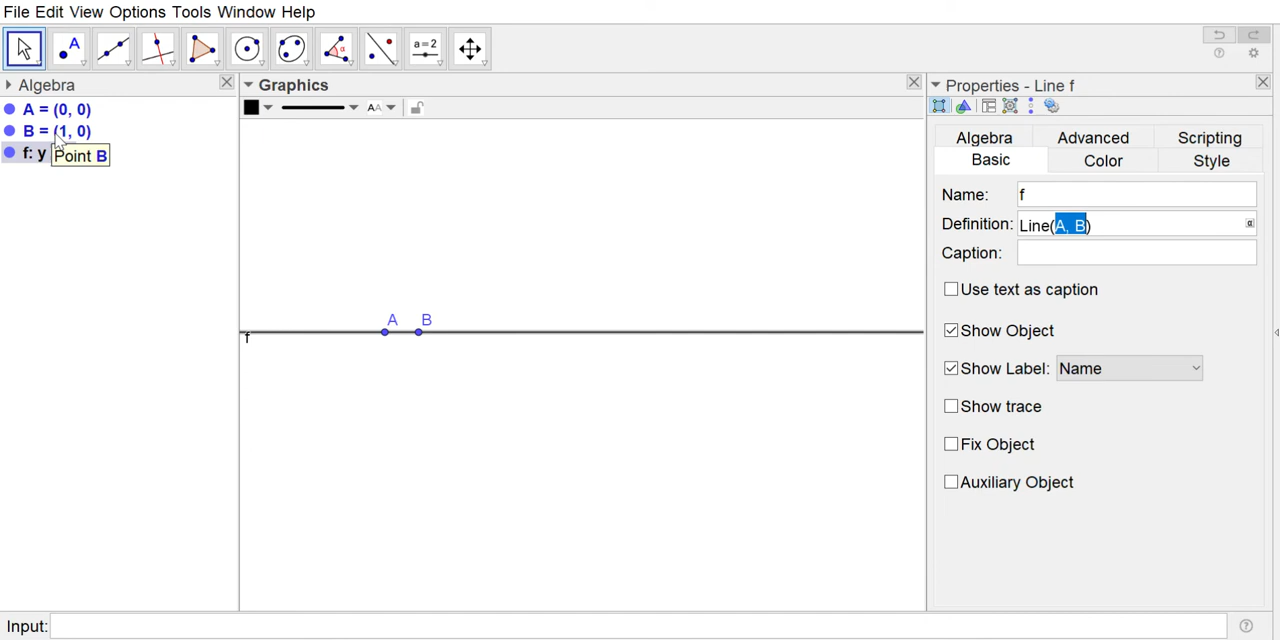 File Edit View Options Tools Window Help
A
α
a=2
Algebra
A = (0, 0)
B = (1, 0)
f: y
Point B
Graphics
AA
A
B
f
Properties - Line f
Algebra
Advanced
Scripting
Basic
Color
Style
Name: f
Definition: Line(A, B) α
Caption:
Use text as caption
Show Object
Show Label: Name
Show trace
Fix Object
Auxiliary Object
Input: